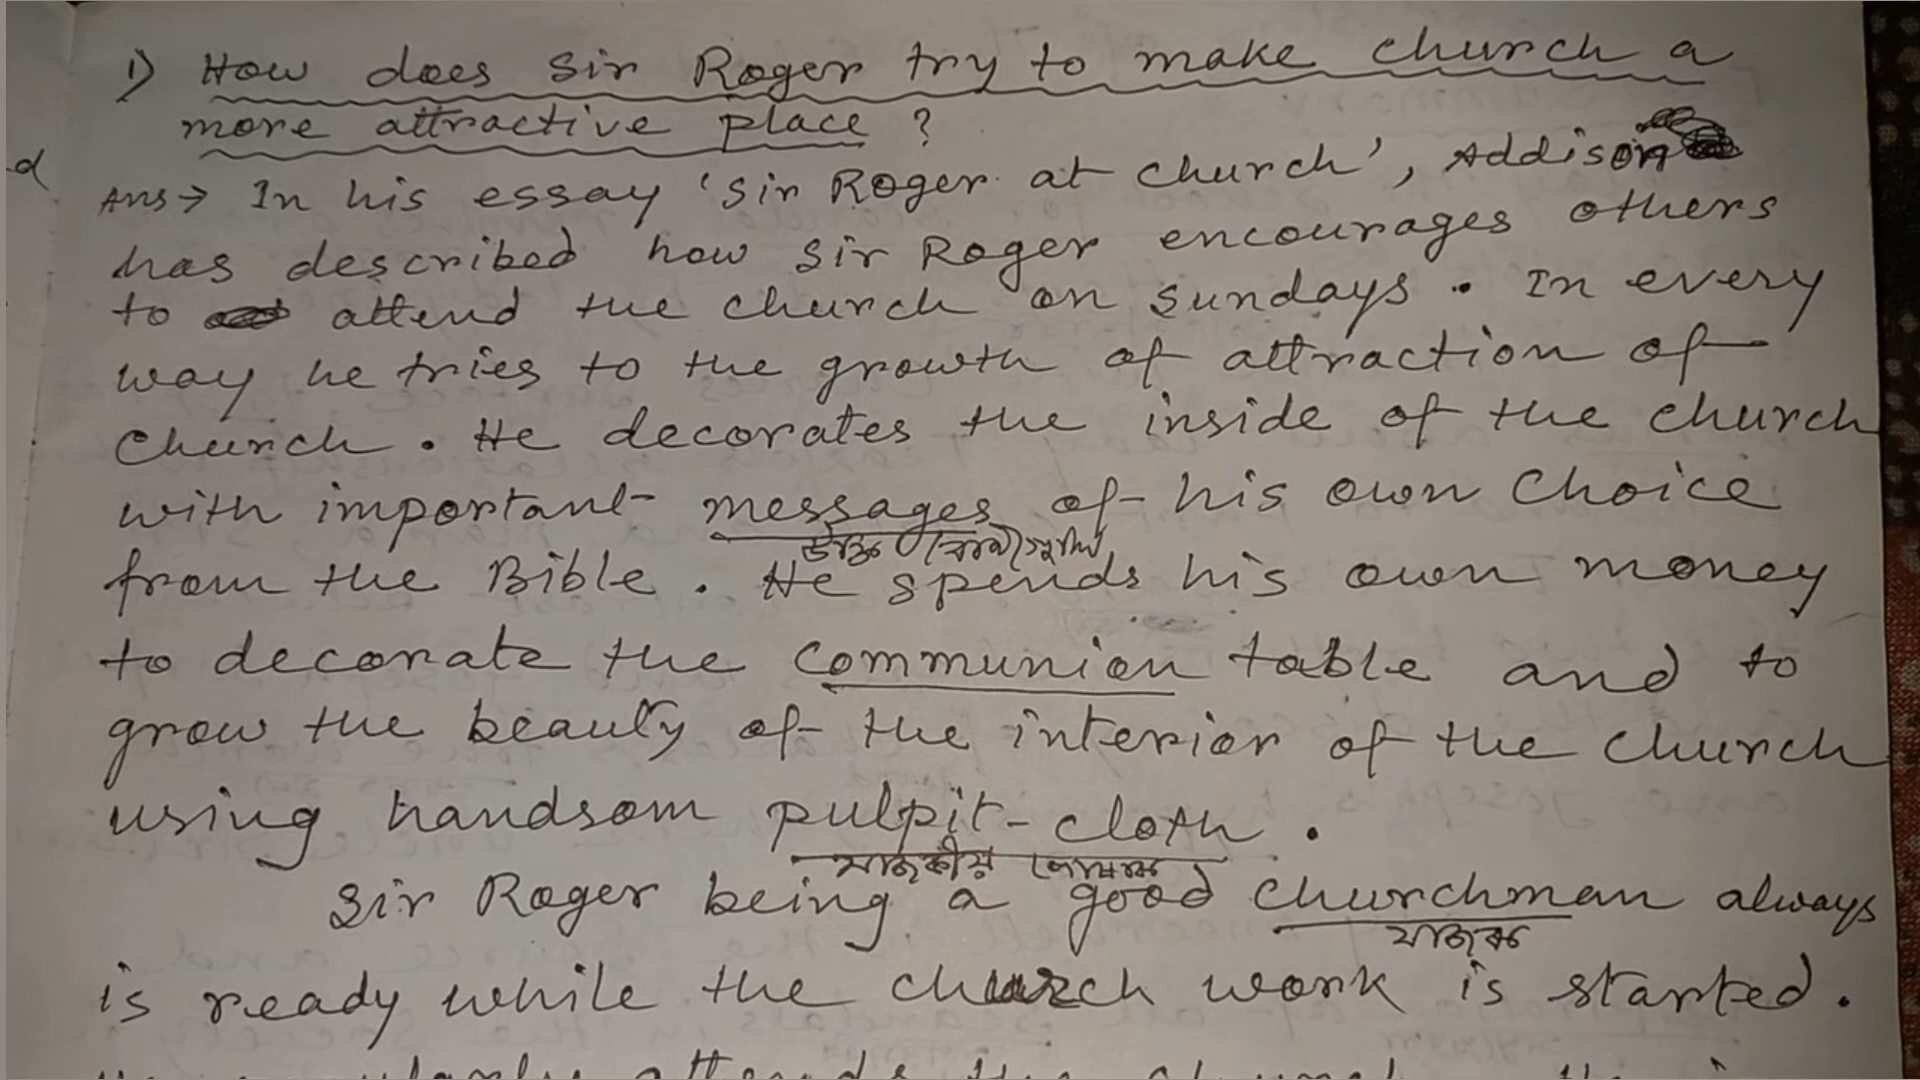 1) How does Sir Roger try to make church a
more attractive place ?
d
Ans → In his essay 'Sir Roger at church', Addison
has described how Sir Roger encourages others
to attend the church on sundays. In every
way he tries to the growth of attraction of
church. He decorates the inside of the church
with important messages of his own choice
from the Bible. He spends his own money
to decorate the communion table and to
grow the beauty of the interior of the church
using handsom pulpit-cloth.
যাজকীয় পোষাক
Sir Roger being a good churchman always
যাজক
is ready while the church work is started.
attends the church